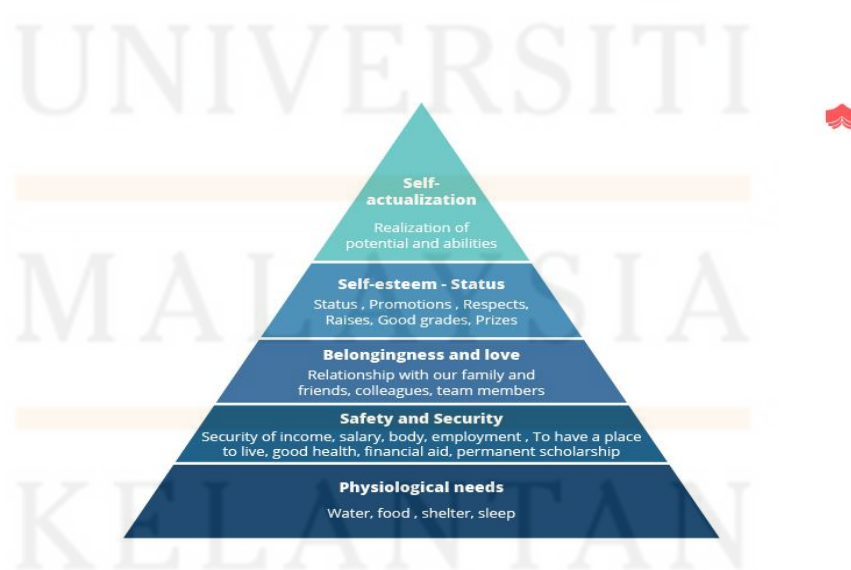 UNIVERSITI
Self-
actualization
Realization of
potential and abilities
MALAYSIA
Self-esteem - Status
Status , Promotions , Respects,
Raises, Good grades, Prizes
Belongingness and love
Relationship with our family and
friends, colleagues, team members
Safety and Security
Security of income, salary, body, employment , To have a place
to live, good health, financial aid, permanent scholarship
KELANTAN
Physiological needs
Water, food , shelter, sleep